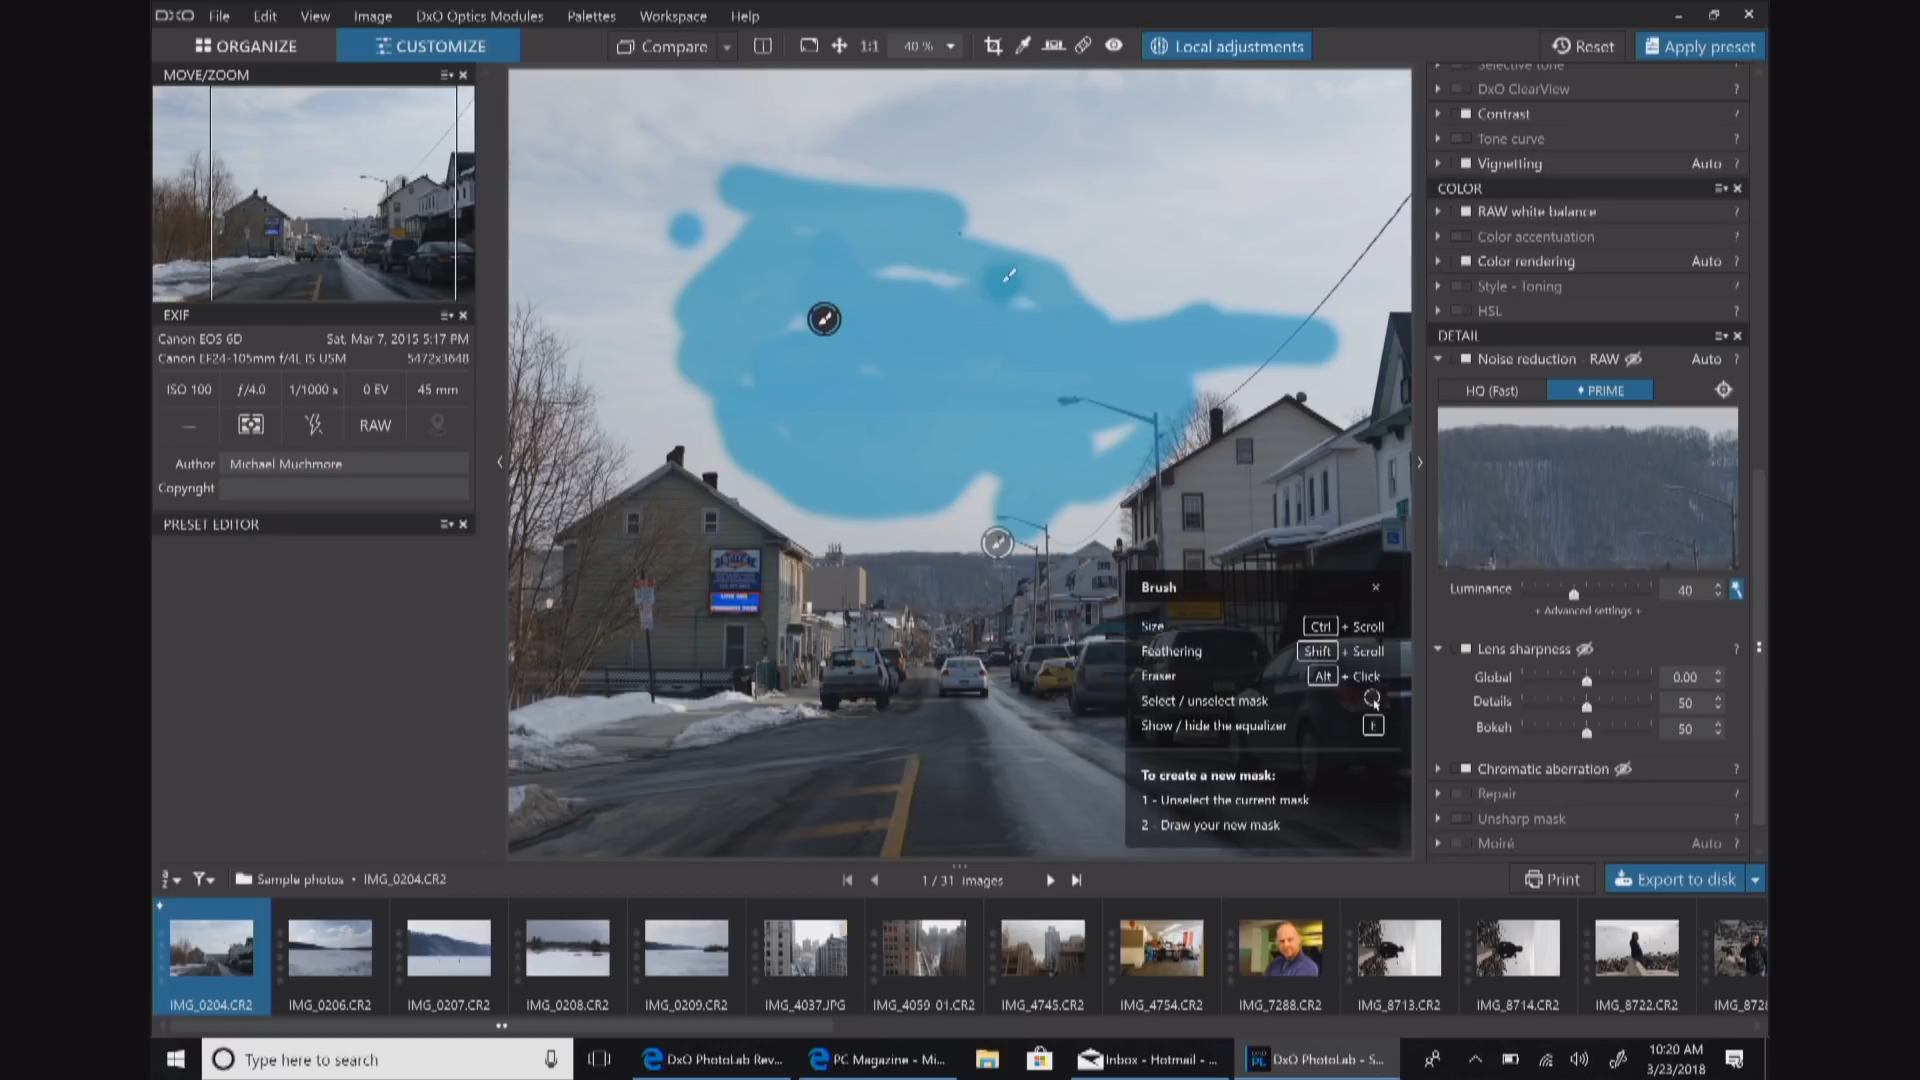 DXO File Edit View Image DxO Optics Modules Palettes Workspace Help
ORGANIZE CUSTOMIZE Compare 1:1 40 % Local adjustments Reset Apply preset
MOVE/ZOOM
EXIF
Canon EOS 6D Sat, Mar 7, 2015 5:17 PM
Canon EF24-105mm f/4L IS USM 5472x3648
ISO 100 ƒ/4.0 1/1000 s 0 EV 45 mm
RAW
Author Michael Muchmore
Copyright
PRESET EDITOR
Selective tone
DxO ClearView ?
Contrast ?
Tone curve ?
Vignetting Auto ?
COLOR
RAW white balance ?
Color accentuation ?
Color rendering Auto ?
Style - Toning ?
HSL ?
DETAIL
Noise reduction - RAW Auto ?
HQ (Fast) PRIME
Luminance 40
+ Advanced settings +
Lens sharpness ?
Global 0.00
Details 50
Bokeh 50
Chromatic aberration ?
Repair ?
Unsharp mask ?
Moiré Auto ?
Brush
Size Ctrl + Scroll
Feathering Shift + Scroll
Eraser Alt + Click
Select / unselect mask
Show / hide the equalizer
To create a new mask:
1 - Unselect the current mask
2 - Draw your new mask
Sample photos • IMG_0204.CR2 1 / 31 images Print Export to disk
IMG_0204.CR2 IMG_0206.CR2 IMG_0207.CR2 IMG_0208.CR2 IMG_0209.CR2 IMG_4037.JPG IMG_4059 01.CR2 IMG_4745.CR2 IMG_4754.CR2 IMG_7288.CR2 IMG_8713.CR2 IMG_8714.CR2 IMG_8722.CR2 IMG_8728
Type here to search DxO PhotoLab Rev... PC Magazine - Mi... Inbox - Hotmail - ... DxO PhotoLab - S... 10:20 AM
3/23/2018